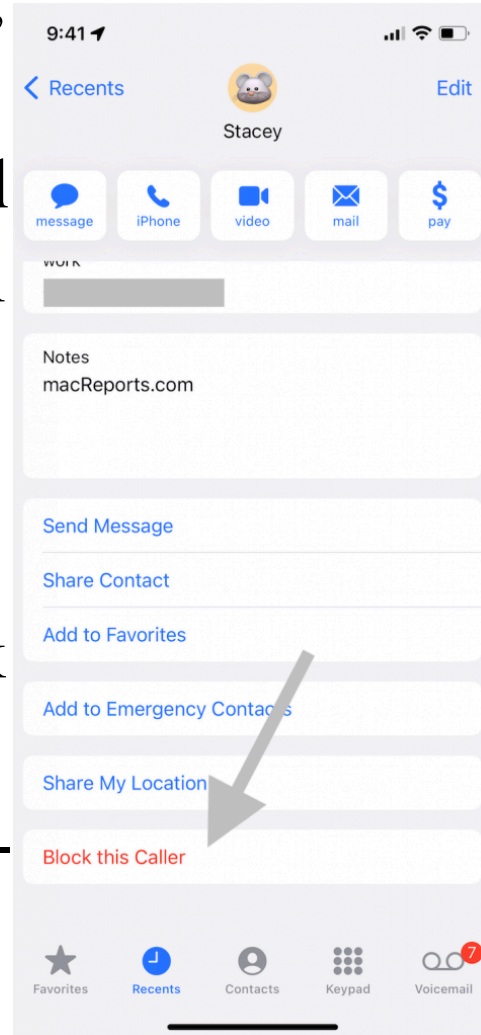 9:41
Recents
Edit
Stacey
message iPhone video mail pay
work
Notes
macReports.com
Send Message
Share Contact
Add to Favorites
Add to Emergency Contacts
Share My Location
Block this Caller
7
Favorites Recents Contacts Keypad Voicemail